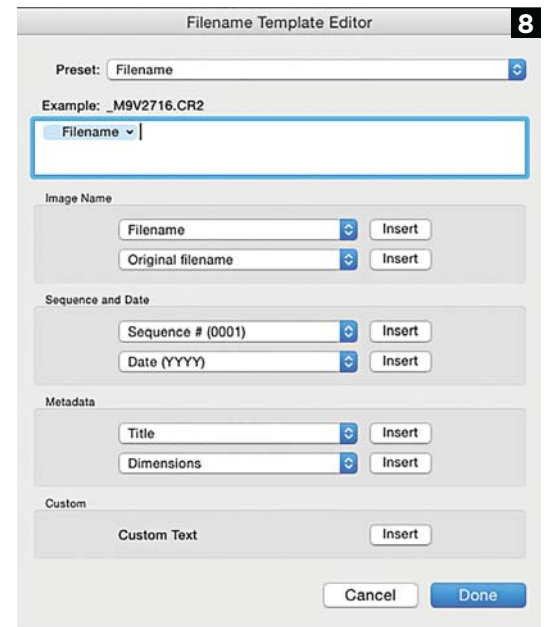 Filename Template Editor
8
Preset: Filename
Example: _M9V2716.CR2
Filename
Image Name
Filename Insert
Original filename Insert
Sequence and Date
Sequence # (0001) Insert
Date (YYYY) Insert
Metadata
Title Insert
Dimensions Insert
Custom
Custom Text Insert
Cancel Done